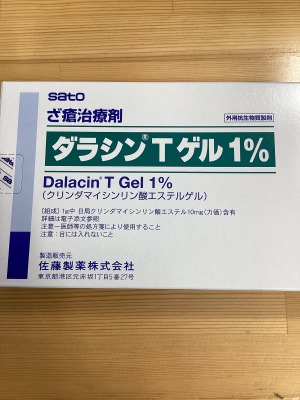 sato
ざ瘡治療剤
外用抗生物質製剤
ダラシン®Tゲル1%
Dalacin® T Gel 1%
(クリンダマイシンリン酸エステルゲル)
[組成] 1g中 日局クリンダマイシンリン酸エステル10mg(力価)含有
詳細は電子添文参照
注意-医師等の処方箋により使用すること
注意:目には入れないこと
製造販売元
佐藤製薬株式会社
東京都港区元赤坂1丁目5番27号